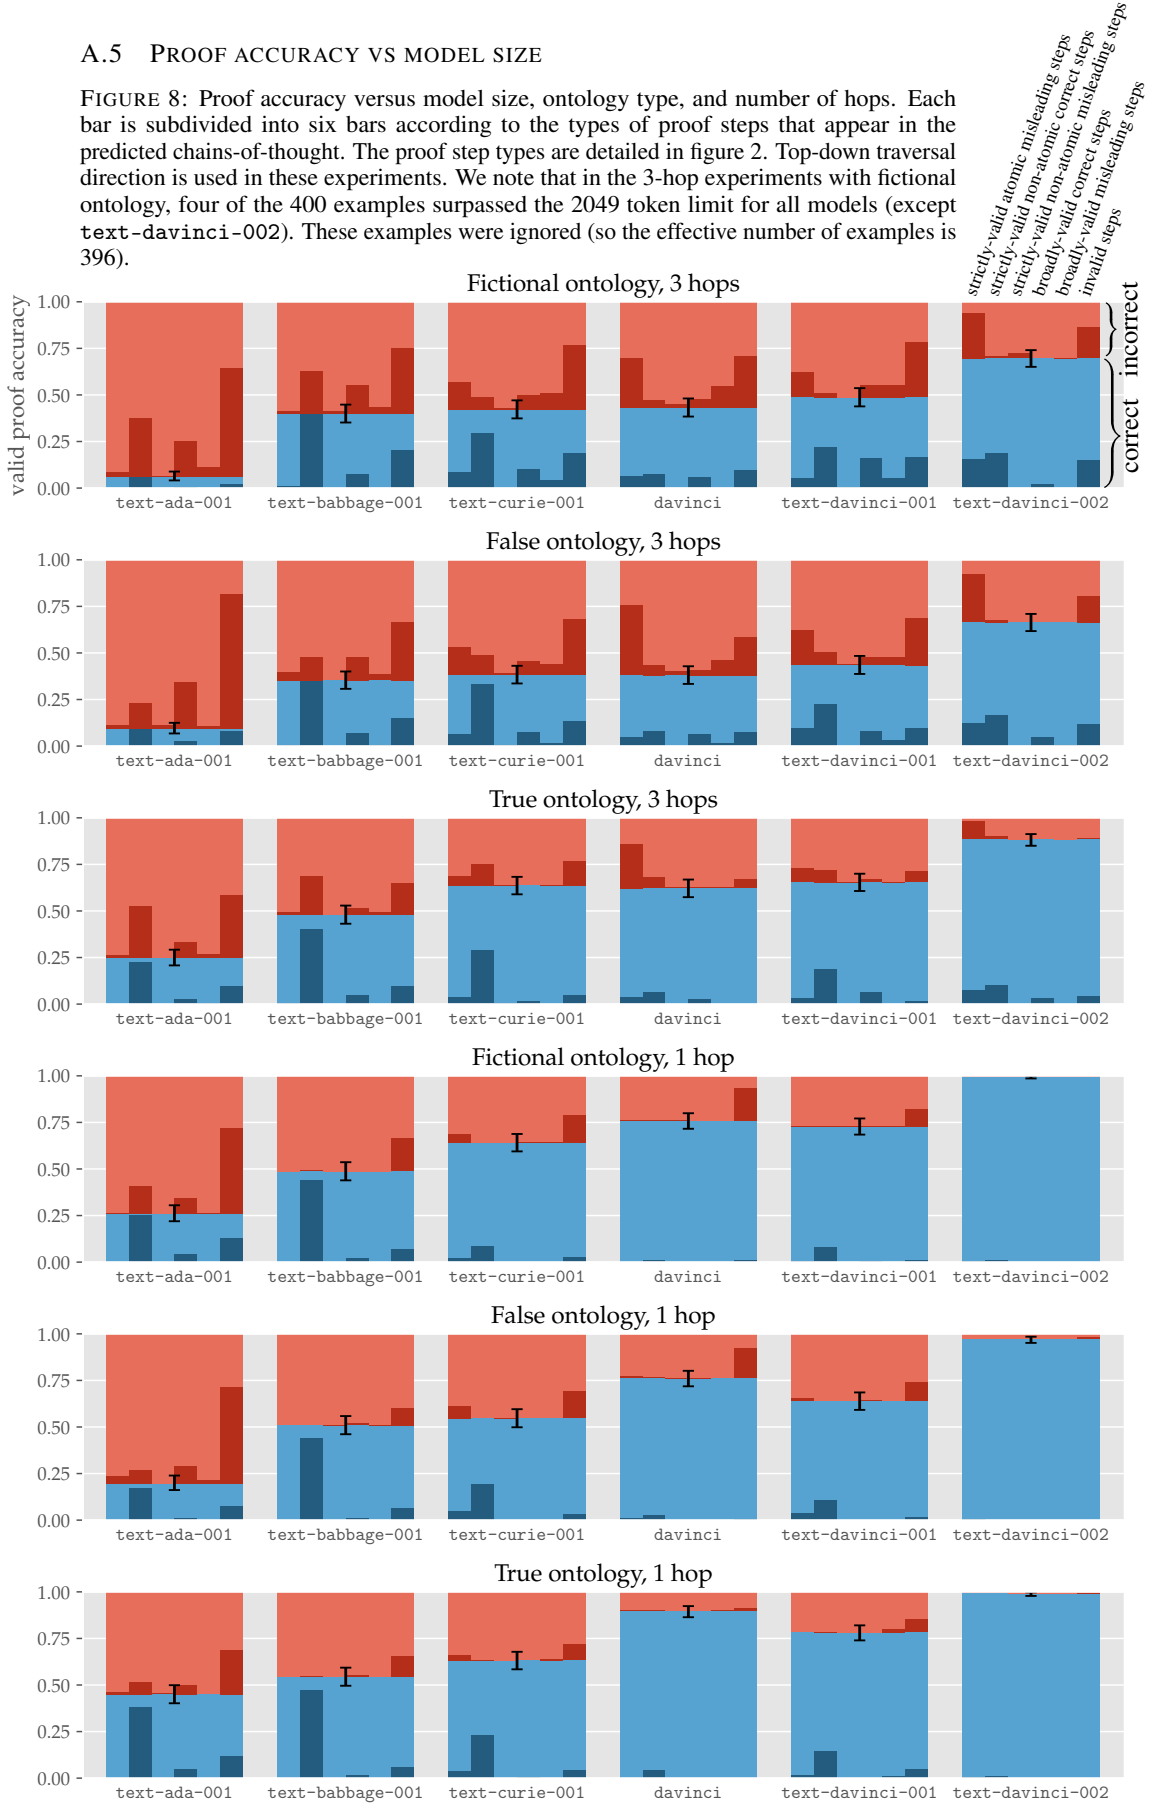 A.5 PROOF ACCURACY VS MODEL SIZE
FIGURE 8: Proof accuracy versus model size, ontology type, and number of hops. Each
bar is subdivided into six bars according to the types of proof steps that appear in the
predicted chains-of-thought. The proof step types are detailed in figure 2. Top-down traversal
direction is used in these experiments. We note that in the 3-hop experiments with fictional
ontology, four of the 400 examples surpassed the 2049 token limit for all models (except
text-davinci-002). These examples were ignored (so the effective number of examples is
396).
strictly-valid atomic misleading steps
strictly-valid non-atomic correct steps
strictly-valid non-atomic misleading steps
broadly-valid correct steps
broadly-valid misleading steps
invalid steps
Fictional ontology, 3 hops
valid proof accuracy
1.00
0.75
0.50
0.25
0.00
correct incorrect
text-ada-001 text-babbage-001 text-curie-001 davinci text-davinci-001 text-davinci-002
False ontology, 3 hops
1.00
0.75
0.50
0.25
0.00
text-ada-001 text-babbage-001 text-curie-001 davinci text-davinci-001 text-davinci-002
True ontology, 3 hops
1.00
0.75
0.50
0.25
0.00
text-ada-001 text-babbage-001 text-curie-001 davinci text-davinci-001 text-davinci-002
Fictional ontology, 1 hop
1.00
0.75
0.50
0.25
0.00
text-ada-001 text-babbage-001 text-curie-001 davinci text-davinci-001 text-davinci-002
False ontology, 1 hop
1.00
0.75
0.50
0.25
0.00
text-ada-001 text-babbage-001 text-curie-001 davinci text-davinci-001 text-davinci-002
True ontology, 1 hop
1.00
0.75
0.50
0.25
0.00
text-ada-001 text-babbage-001 text-curie-001 davinci text-davinci-001 text-davinci-002